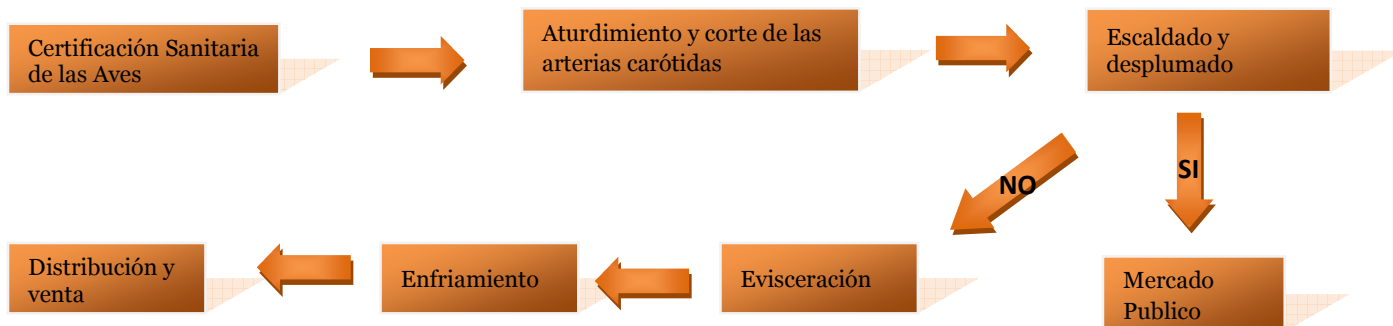 Certificación Sanitaria
de las Aves
Aturdimiento y corte de las
arterias carótidas
Escaldado y
desplumado
NO
SI
Distribución y
venta
Enfriamiento
Evisceración
Mercado
Publico